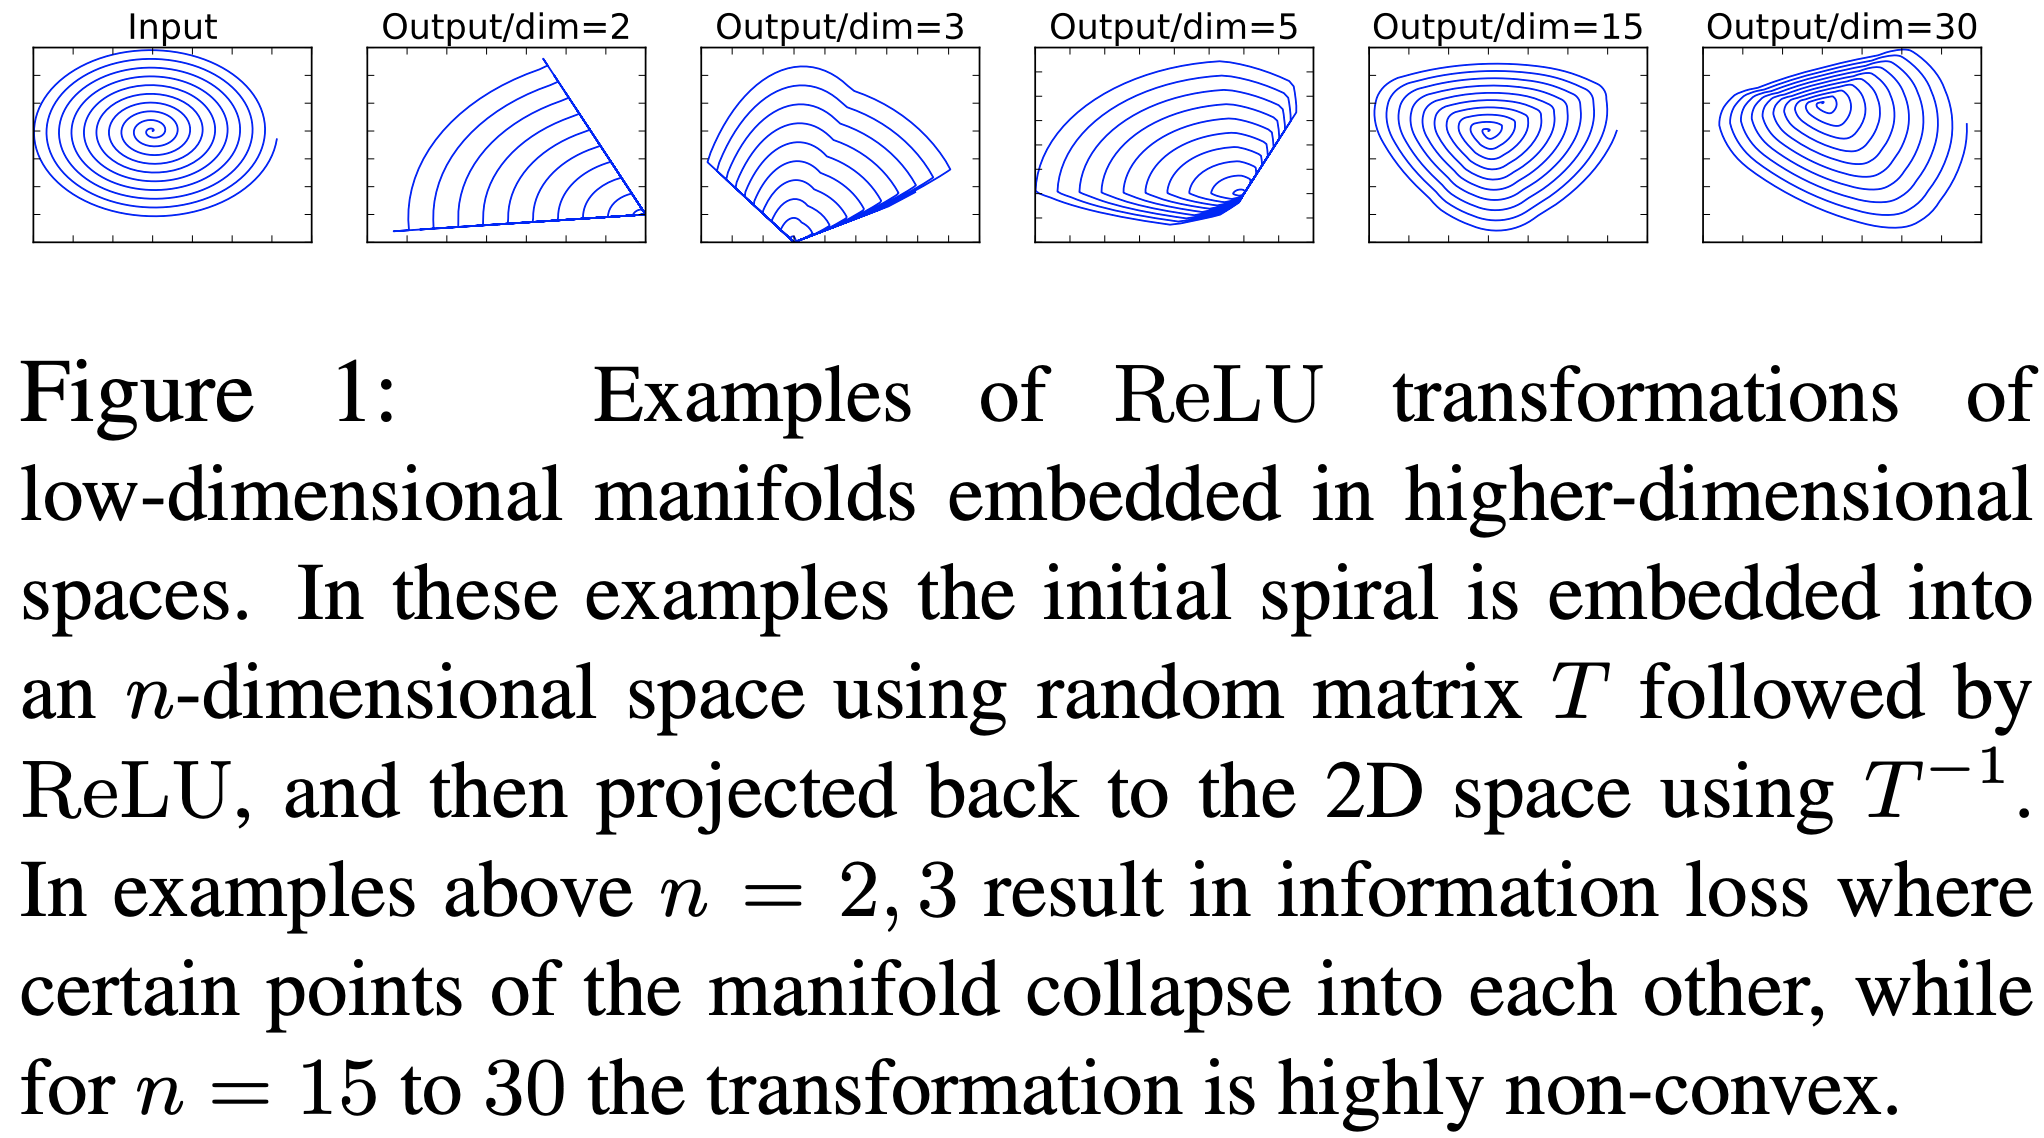 Input Output/dim=2 Output/dim=3 Output/dim=5 Output/dim=15 Output/dim=30
Figure 1: Examples of ReLU transformations of
low-dimensional manifolds embedded in higher-dimensional
spaces. In these examples the initial spiral is embedded into
an n-dimensional space using random matrix T followed by
ReLU, and then projected back to the 2D space using T⁻¹.
In examples above n = 2, 3 result in information loss where
certain points of the manifold collapse into each other, while
for n = 15 to 30 the transformation is highly non-convex.